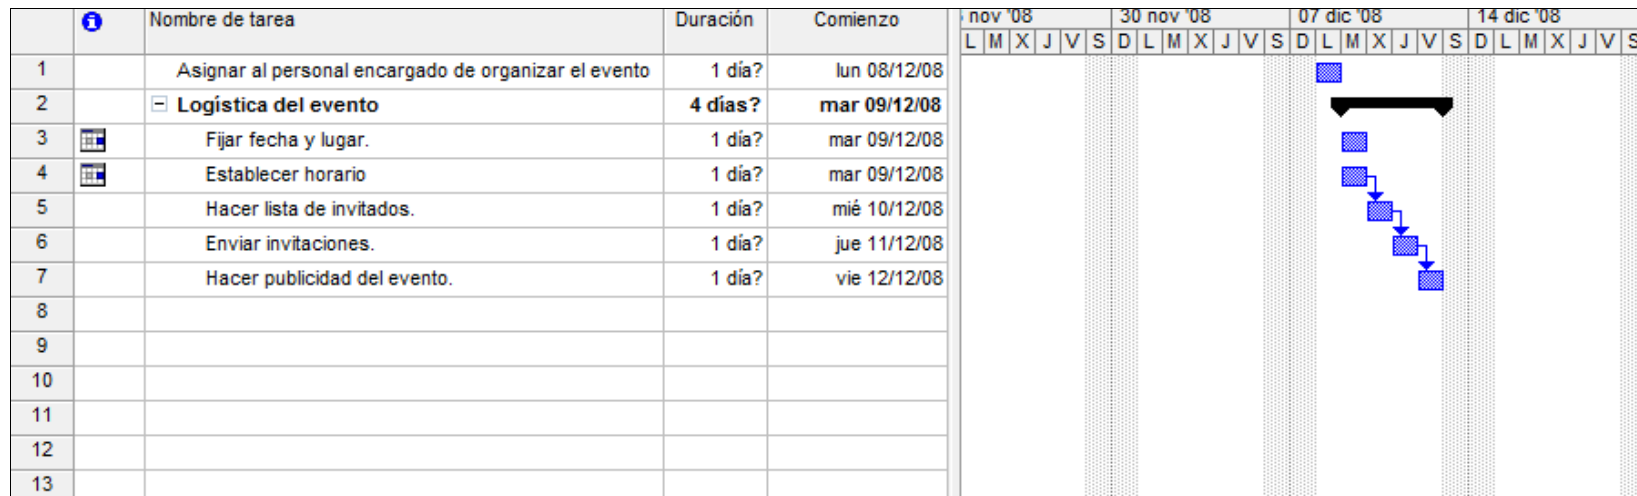 Nombre de tarea Duración Comienzo nov '08 30 nov '08 07 dic '08 14 dic '08
L M X J V S D L M X J V S D L M X J V S D L M X J V S
1 Asignar al personal encargado de organizar el evento 1 día? lun 08/12/08
2 Logística del evento 4 días? mar 09/12/08
3 Fijar fecha y lugar. 1 día? mar 09/12/08
4 Establecer horario 1 día? mar 09/12/08
5 Hacer lista de invitados. 1 día? mié 10/12/08
6 Enviar invitaciones. 1 día? jue 11/12/08
7 Hacer publicidad del evento. 1 día? vie 12/12/08
8
9
10
11
12
13